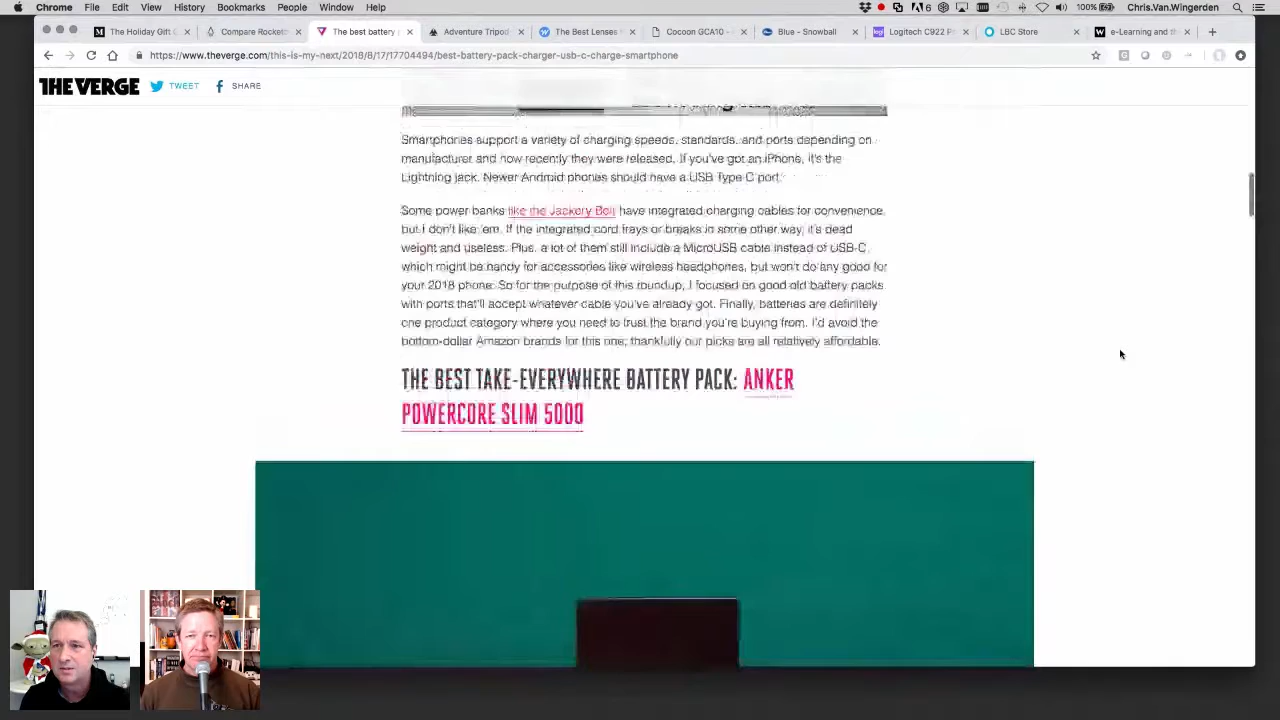 Chrome File Edit View History Bookmarks People Window Help
6 100% Chris.Van.Wingerden
The Holiday Gift G
Compare Rocketb
The best battery p
Adventure Tripod
The Best Lenses f
Cocoon GCA10 -
Blue - Snowball
Logitech C922 P
LBC Store
e-Learning and th
https://www.theverge.com/this-is-my-next/2018/8/17/17704494/best-battery-pack-charger-usb-c-charge-smartphone
THE VERGE TWEET SHARE
Smartphones support a variety of charging speeds, standards, and ports depending on
manufacturer and how recently they were released. If you've got an iPhone, it's the
Lightning jack. Newer Android phones should have a USB Type-C port.
Some power banks like the Jackery Bolt have integrated charging cables for convenience,
but I don't like 'em. If the integrated cord frays or breaks in some other way, it's dead
weight and useless. Plus, a lot of them still include a MicroUSB cable instead of USB-C,
which might be handy for accessories like wireless headphones, but won't do any good for
your 2018 phone. So for the purpose of this roundup, I focused on good old battery packs
with ports that'll accept whatever cable you've already got. Finally, batteries are definitely
one product category where you need to trust the brand you're buying from. I'd avoid the
bottom-dollar Amazon brands for this one; thankfully our picks are all relatively affordable.
THE BEST TAKE-EVERYWHERE BATTERY PACK: ANKER
POWERCORE SLIM 5000